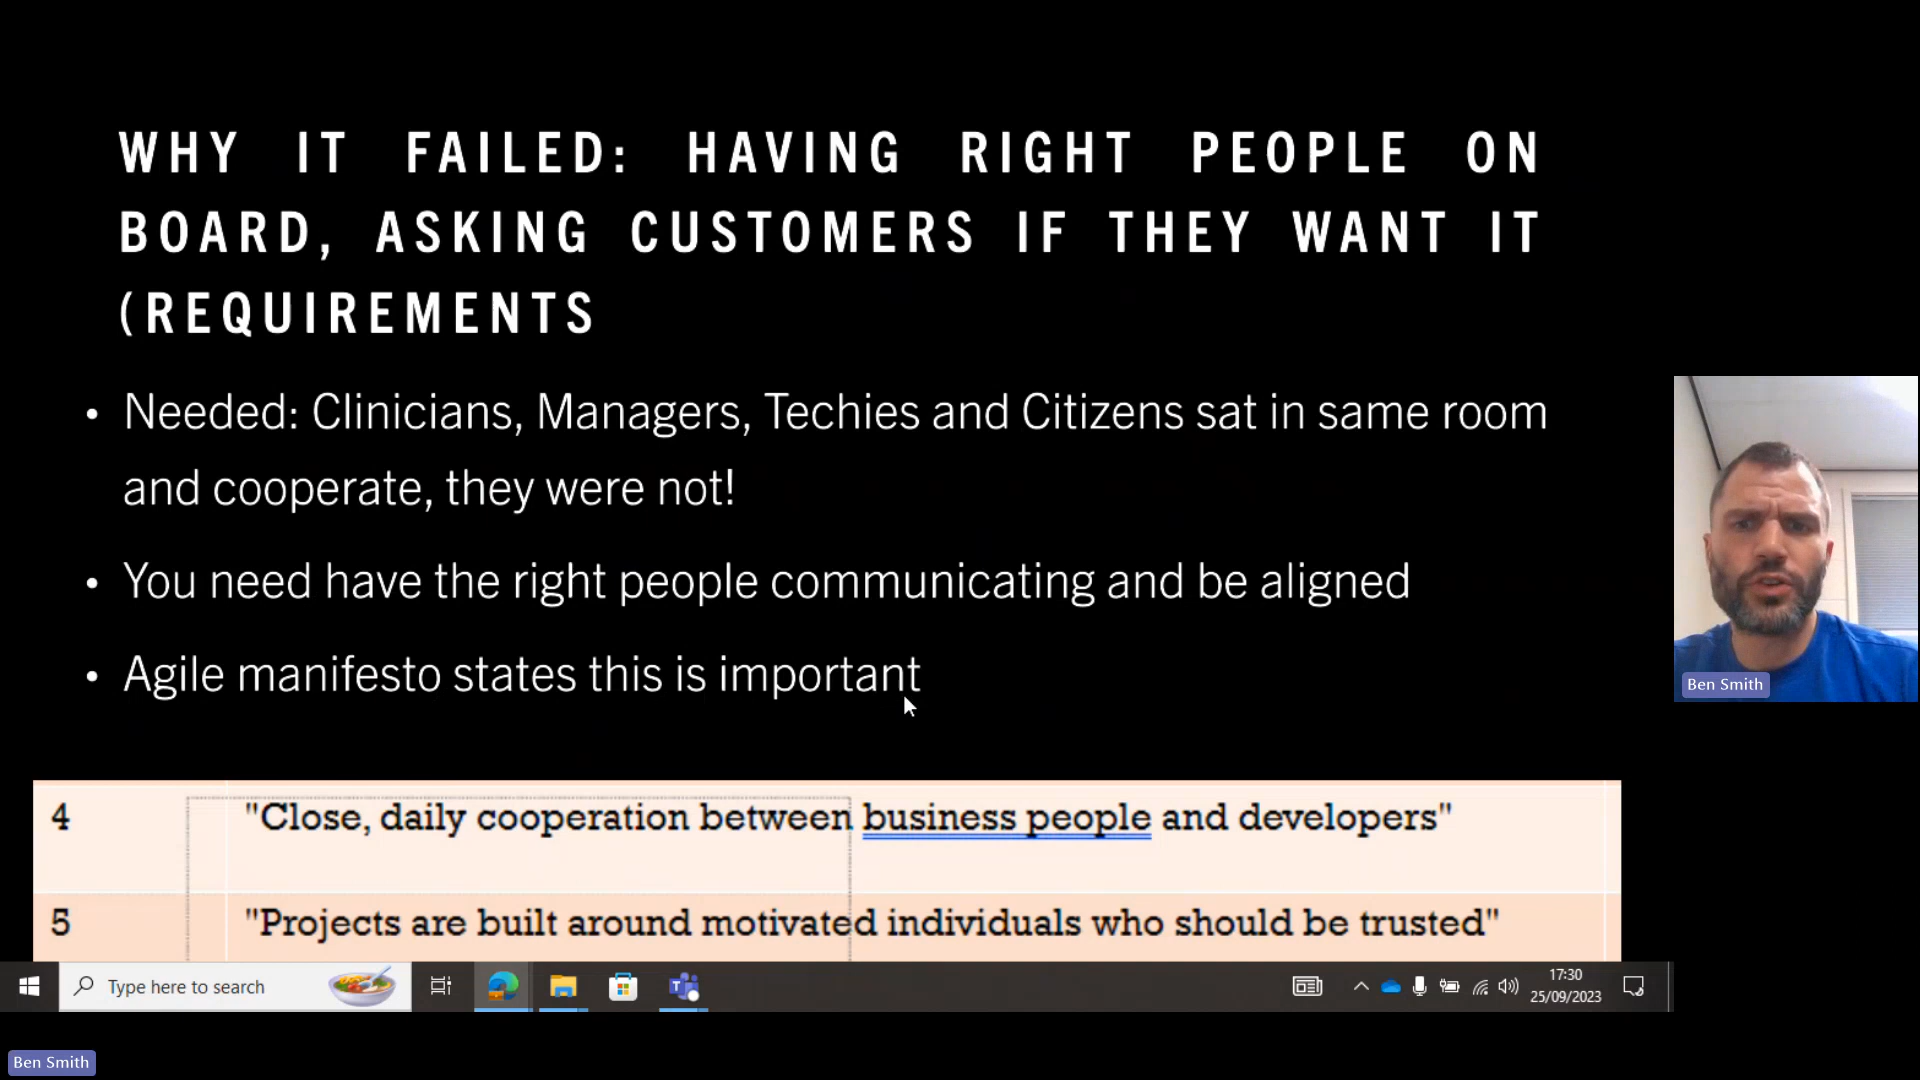 WHY IT FAILED: HAVING RIGHT PEOPLE ON
BOARD, ASKING CUSTOMERS IF THEY WANT IT
(REQUIREMENTS
• Needed: Clinicians, Managers, Techies and Citizens sat in same room
and cooperate, they were not!
• You need have the right people communicating and be aligned
• Agile manifesto states this is important
4 "Close, daily cooperation between business people and developers"
5 "Projects are built around motivated individuals who should be trusted"
Ben Smith
Type here to search
17:30
25/09/2023
Ben Smith